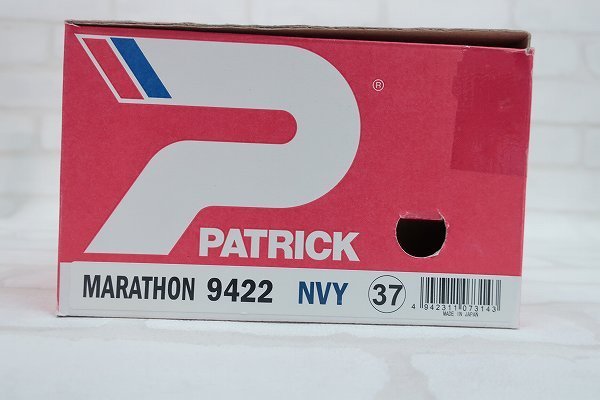 ®
PATRICK
MARATHON 9422 NVY 37
4 942311 073143
MADE IN JAPAN